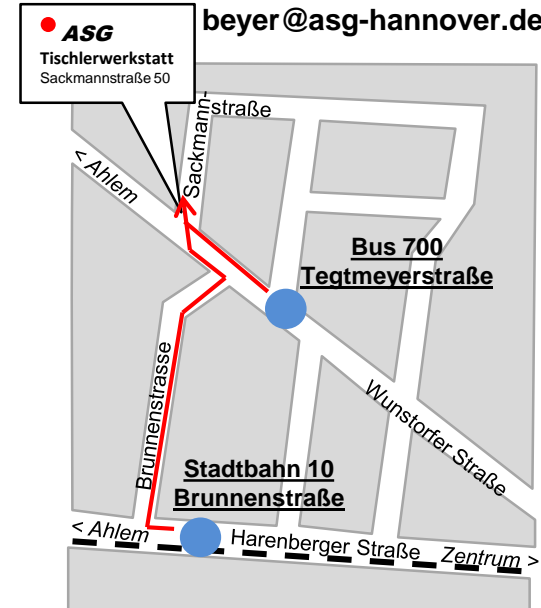 beyer@asg-hannover.de
ASG
Tischlerwerkstatt
Sackmannstraße 50
Sackmann-
straße
< Ahlem
Bus 700
Tegtmeyerstraße
Wunstorfer Straße
Brunnenstrasse
Stadtbahn 10
Brunnenstraße
< Ahlem
Harenberger Straße
Zentrum >